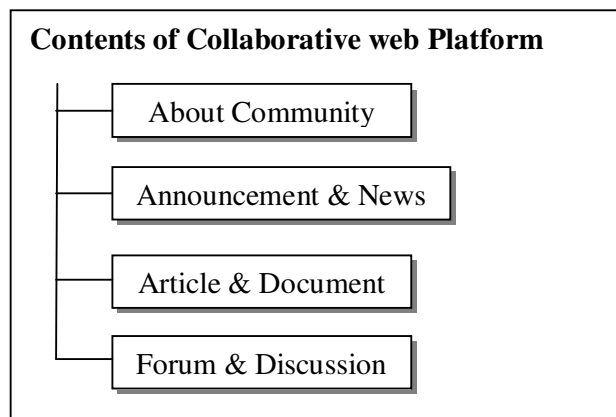 Contents of Collaborative web Platform
About Community
Announcement & News
Article & Document
Forum & Discussion